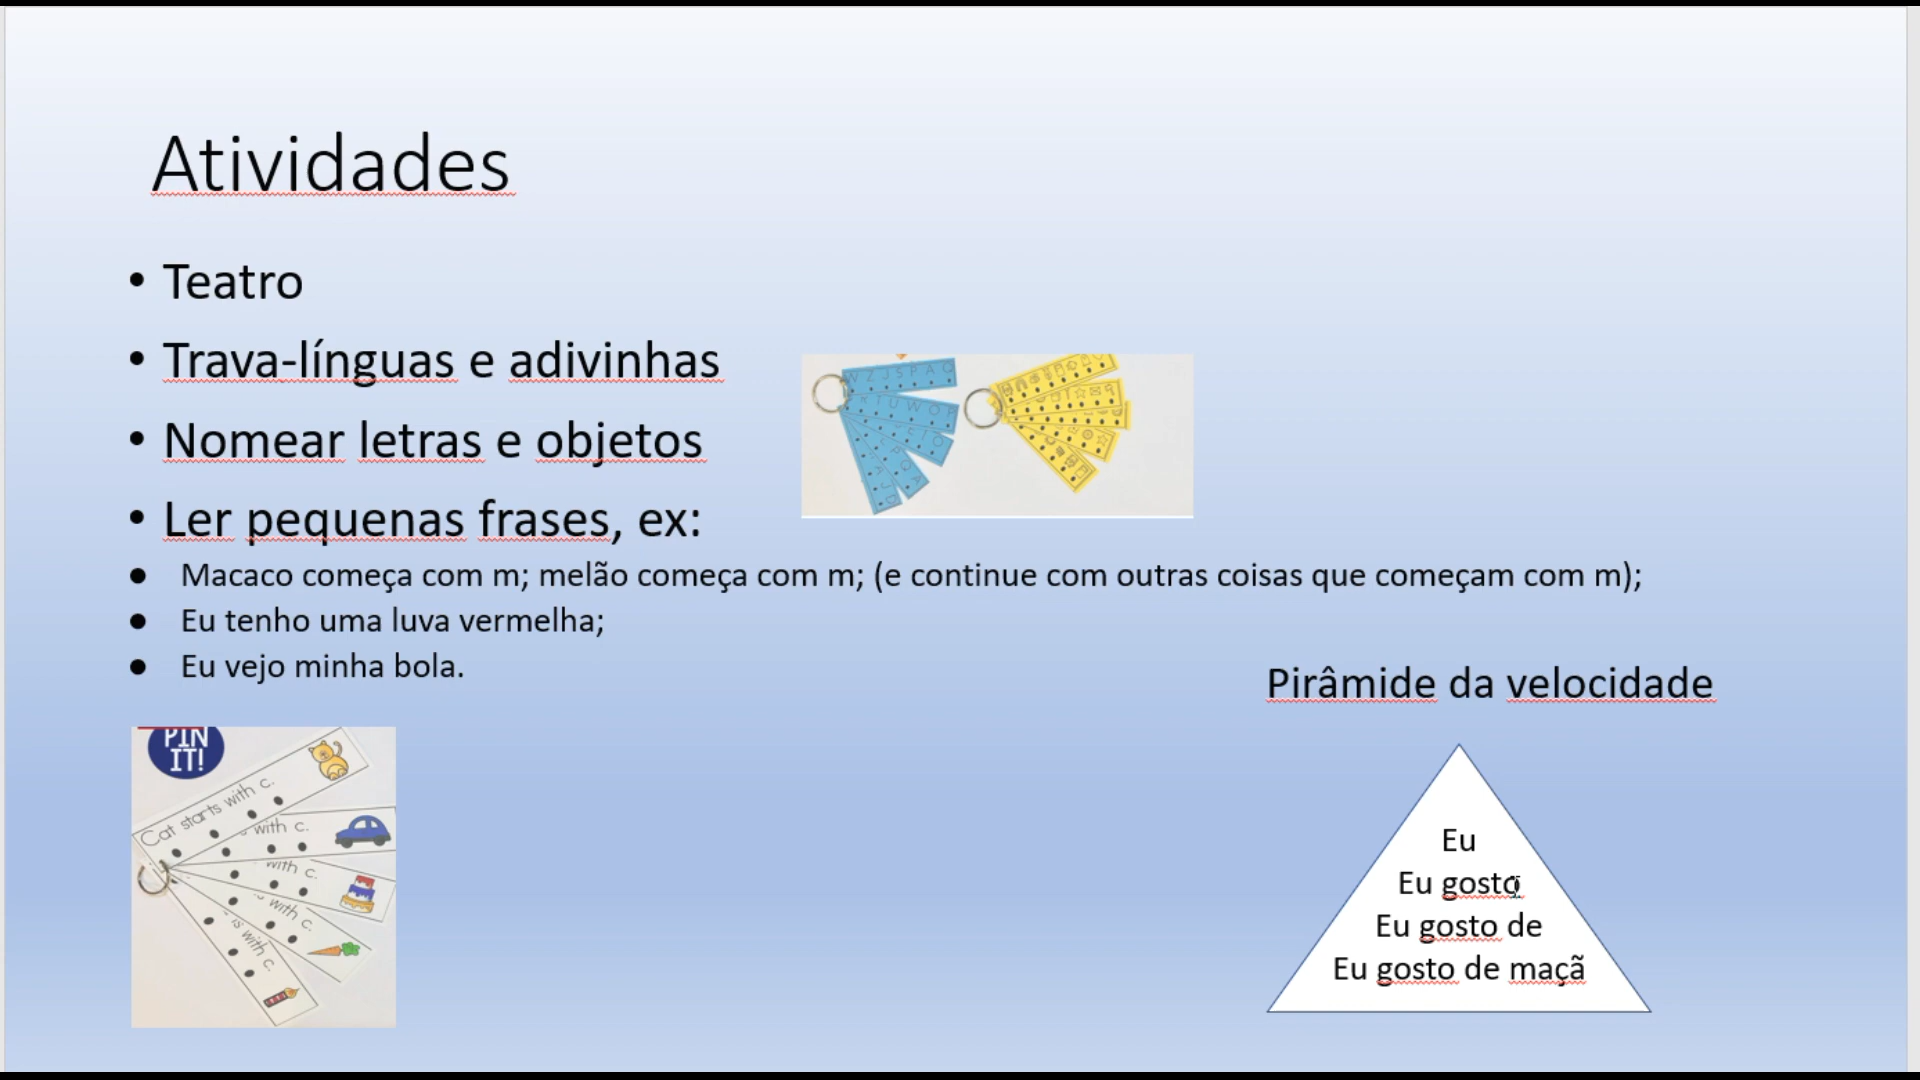 Atividades
• Teatro
• Trava-línguas e adivinhas
• Nomear letras e objetos
• Ler pequenas frases, ex:
● Macaco começa com m; melão começa com m; (e continue com outras coisas que começam com m);
● Eu tenho uma luva vermelha;
● Eu vejo minha bola.
PIN
IT!
Cat starts with c.
with c.
with c.
with c.
is with c.
Pirâmide da velocidade
Eu
Eu gosto
Eu gosto de
Eu gosto de maçã